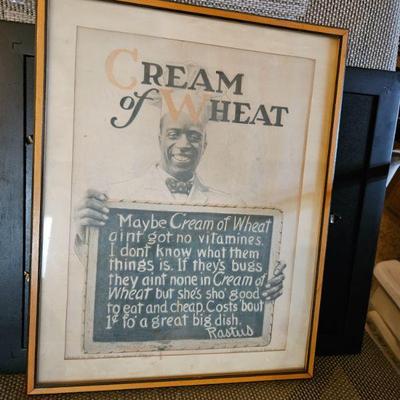 CREAM
of WHEAT
Maybe Cream of Wheat
aint got no vitamines.
I dont know what them
things is. If they's bugs
they aint none in Cream of
Wheat but she's sho' good
to eat and cheap. Costs 'bout
1¢ fo' a great big dish.
Rastus